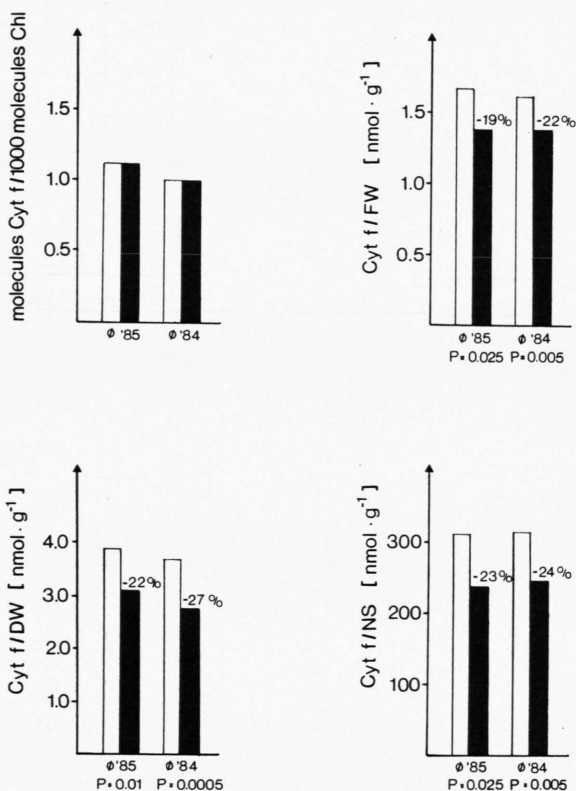 molecules Cyt f/1000 molecules Chl
1.5
1.0
0.5
ø '85 ø '84
Cyt f/FW [nmol · g⁻¹]
1.5
1.0
0.5
-19% -22%
ø '85 ø '84
P=0.025 P=0.005
Cyt f/DW [nmol · g⁻¹]
4.0
3.0
2.0
1.0
-22%
-27%
ø '85 ø '84
P=0.01 P=0.0005
Cyt f/NS [nmol · g⁻¹]
300
200
100
-23% -24%
ø '85 ø '84
P=0.025 P=0.005